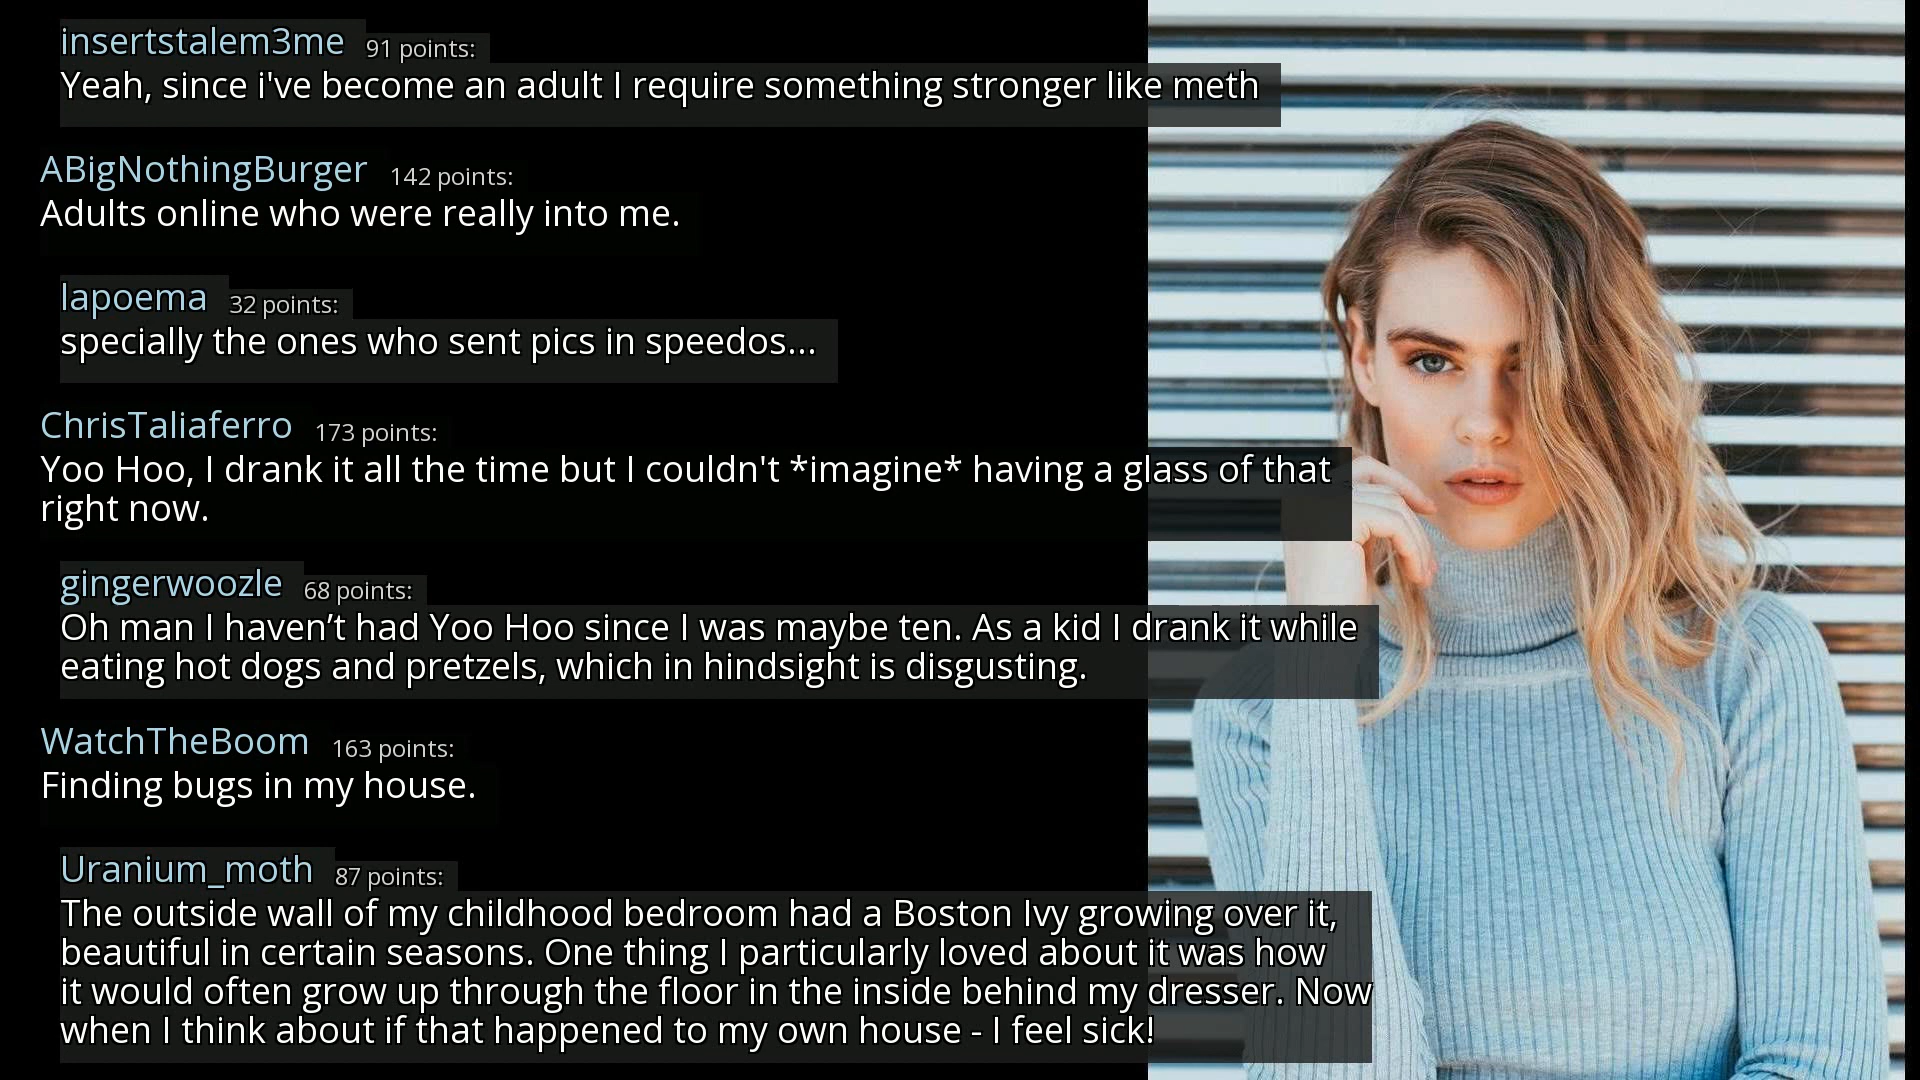 insertstalem3me 91 points:
Yeah, since i've become an adult I require something stronger like meth
ABigNothingBurger 142 points:
Adults online who were really into me.
lapoema 32 points:
specially the ones who sent pics in speedos...
ChrisTaliaferro 173 points:
Yoo Hoo, I drank it all the time but I couldn't *imagine* having a glass of that
right now.
gingerwoozle 68 points:
Oh man I haven’t had Yoo Hoo since I was maybe ten. As a kid I drank it while
eating hot dogs and pretzels, which in hindsight is disgusting.
WatchTheBoom 163 points:
Finding bugs in my house.
Uranium_moth 87 points:
The outside wall of my childhood bedroom had a Boston Ivy growing over it,
beautiful in certain seasons. One thing I particularly loved about it was how
it would often grow up through the floor in the inside behind my dresser. Now
when I think about if that happened to my own house - I feel sick!